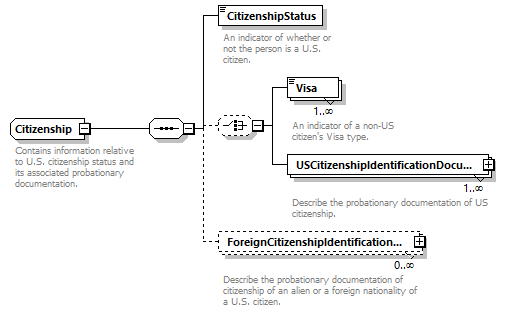 CitizenshipStatus
An indicator of whether or
not the person is a U.S.
citizen.
Visa
1..∞
An indicator of a non-US
citizen's Visa type.
Citizenship
Contains information relative
to U.S. citizenship status and
its associated probationary
documentation.
USCitizenshipIdentificationDocu...
1..∞
Describe the probationary documentation of US
citizenship.
ForeignCitizenshipIdentification...
0..∞
Describe the probationary documentation of
citizenship of an alien or a foreign nationality of
a U.S. citizen.